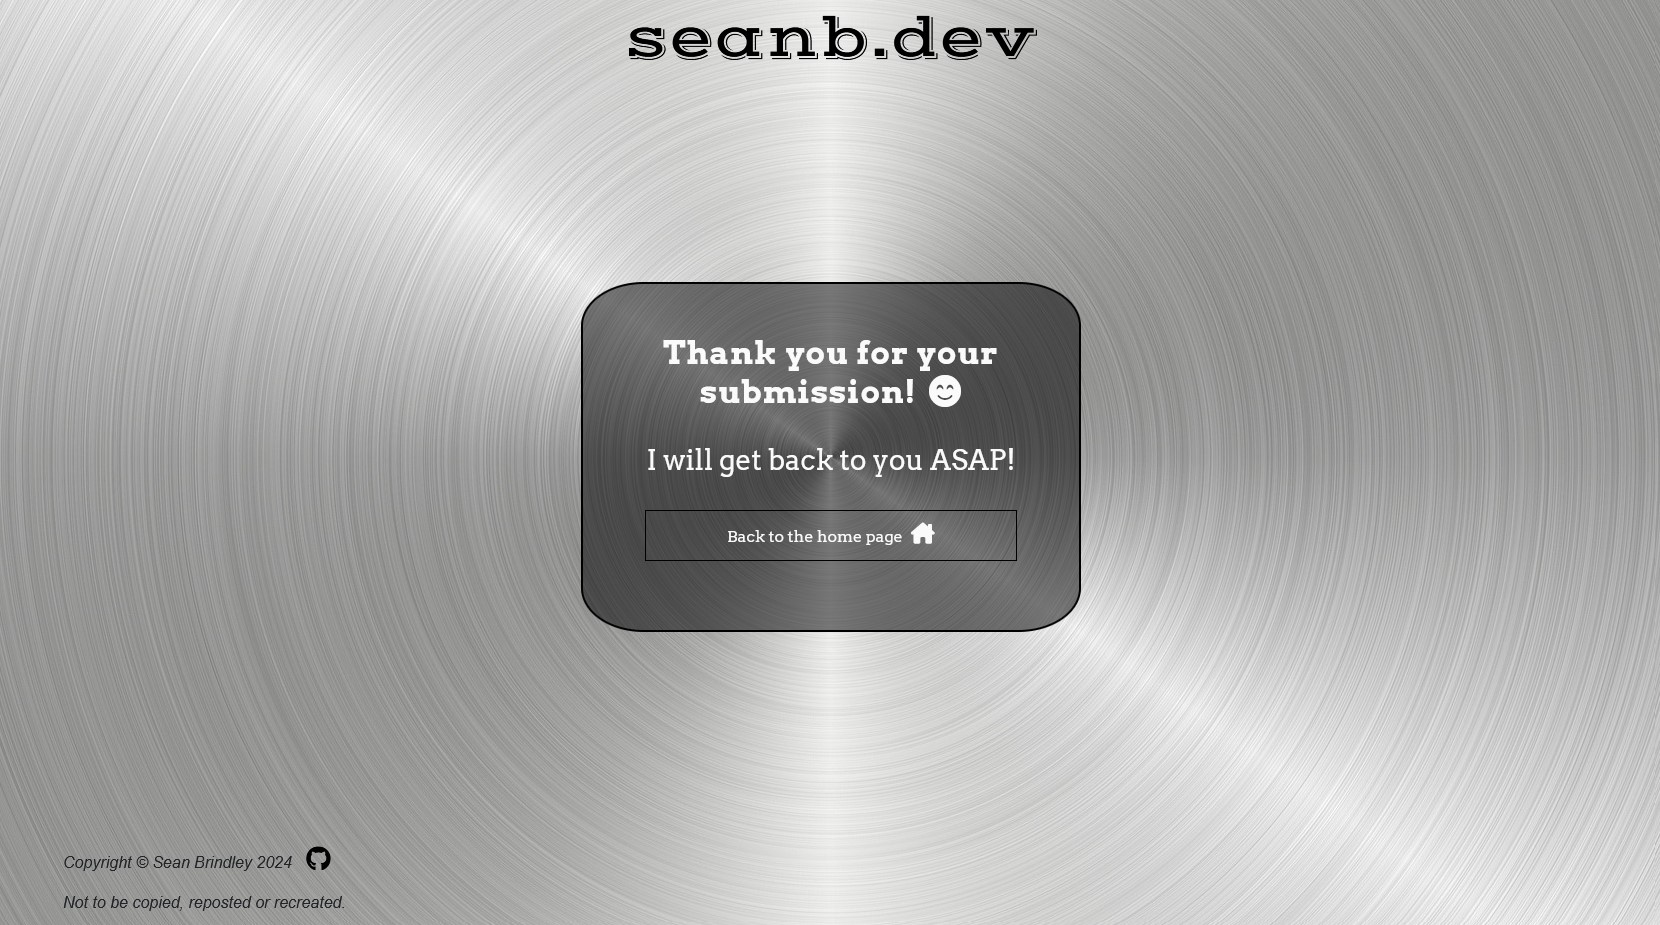 seanb.dev
Thank you for your
submission!
I will get back to you ASAP!
Back to the home page
Copyright © Sean Brindley 2024
Not to be copied, reposted or recreated.